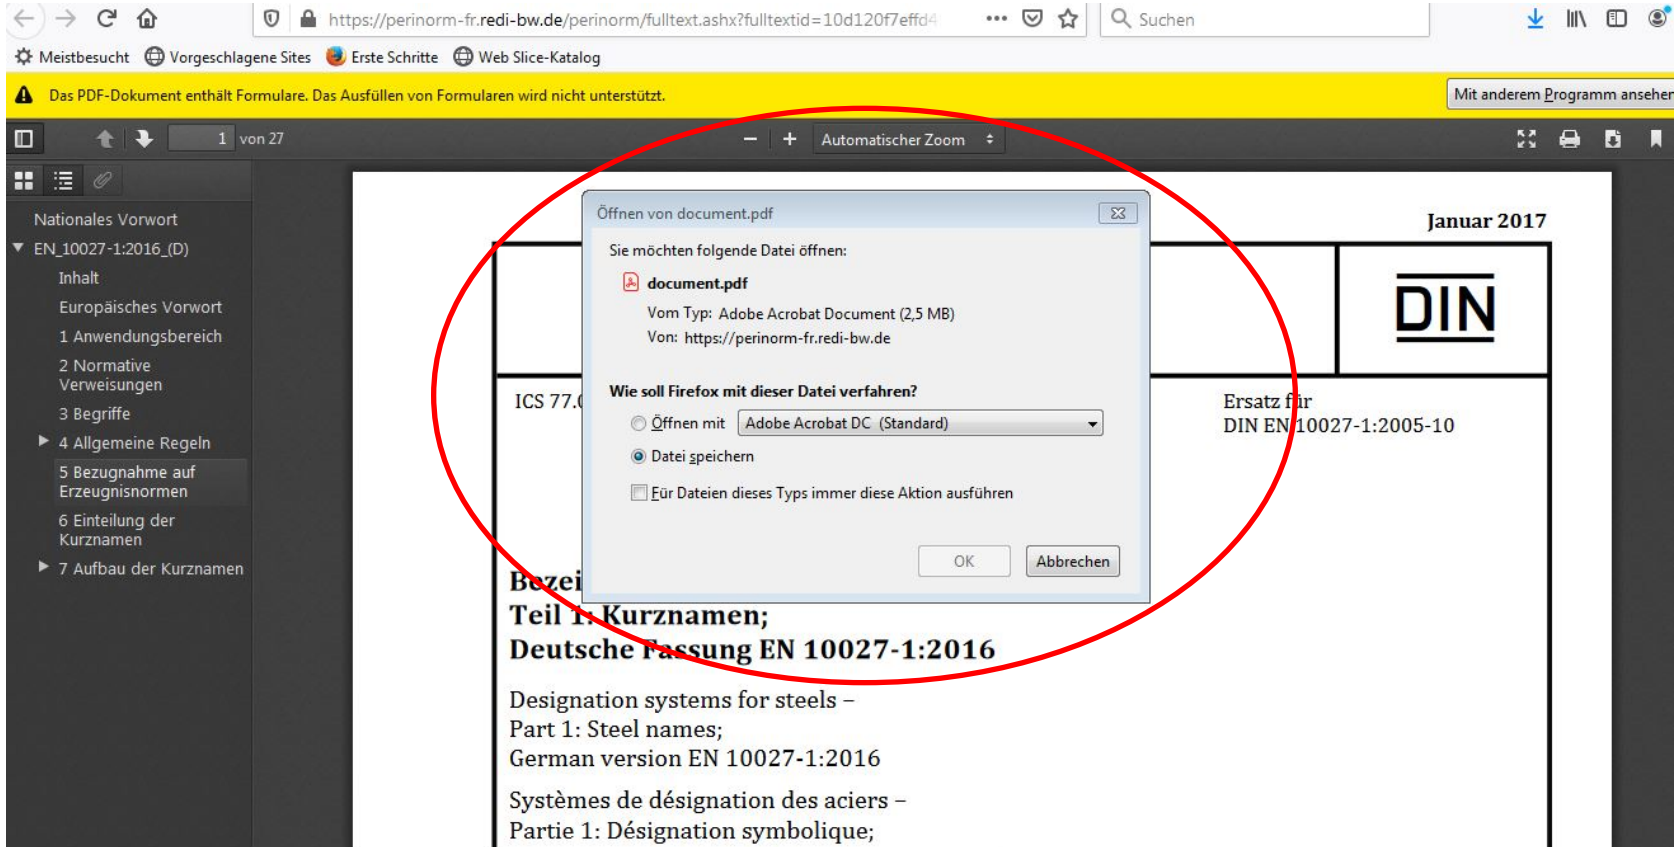 https://perinorm-fr.redi-bw.de/perinorm/fulltext.ashx?fulltextid=10d120f7effd4
Suchen
Meistbesucht Vorgeschlagene Sites Erste Schritte Web Slice-Katalog
Das PDF-Dokument enthält Formulare. Das Ausfüllen von Formularen wird nicht unterstützt.
Mit anderem Programm ansehen
1 von 27
Automatischer Zoom
Nationales Vorwort
EN_10027-1:2016_(D)
Inhalt
Europäisches Vorwort
1 Anwendungsbereich
2 Normative
Verweisungen
3 Begriffe
4 Allgemeine Regeln
5 Bezugnahme auf
Erzeugnisnormen
6 Einteilung der
Kurznamen
7 Aufbau der Kurznamen
Öffnen von document.pdf
Sie möchten folgende Datei öffnen:
document.pdf
Vom Typ: Adobe Acrobat Document (2,5 MB)
Von: https://perinorm-fr.redi-bw.de
Wie soll Firefox mit dieser Datei verfahren?
Öffnen mit Adobe Acrobat DC (Standard)
Datei speichern
Für Dateien dieses Typs immer diese Aktion ausführen
OK Abbrechen
Januar 2017
DIN
ICS 77.0
Ersatz für
DIN EN 10027-1:2005-10
Bezei
Teil 1: Kurznamen;
Deutsche Fassung EN 10027-1:2016
Designation systems for steels –
Part 1: Steel names;
German version EN 10027-1:2016
Systèmes de désignation des aciers –
Partie 1: Désignation symbolique;